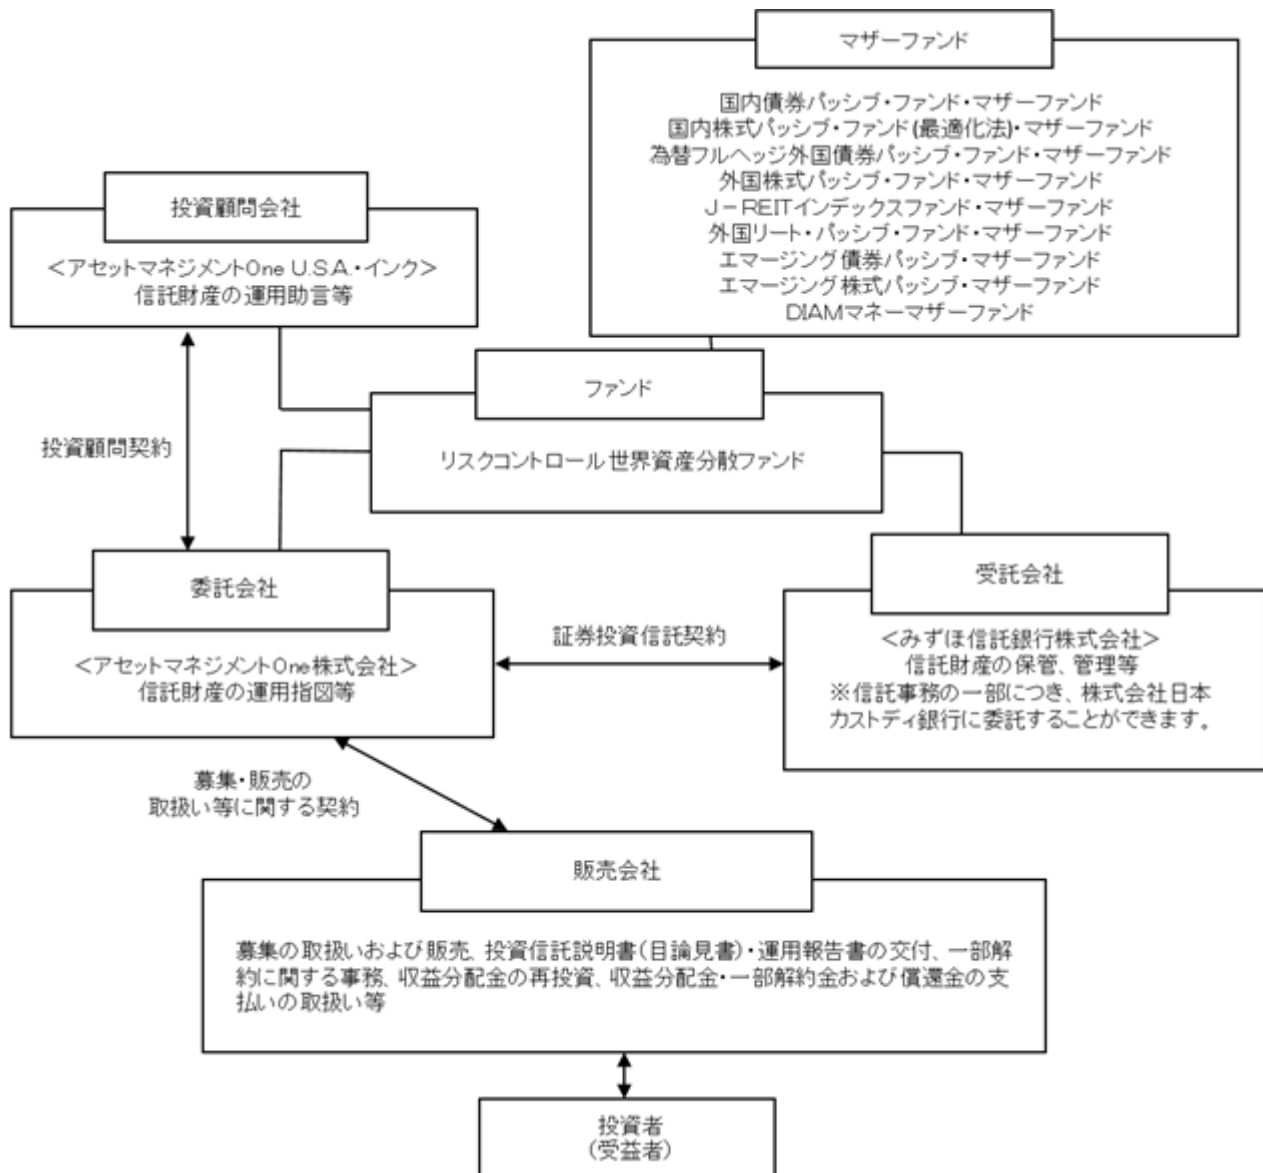 マザーファンド
国内債券パッシブ・ファンド・マザーファンド
国内株式パッシブ・ファンド(最適化法)・マザーファンド
為替フルヘッジ外国債券パッシブ・ファンド・マザーファンド
外国株式パッシブ・ファンド・マザーファンド
J－REITインデックスファンド・マザーファンド
外国リート・パッシブ・ファンド・マザーファンド
エマージング債券パッシブ・マザーファンド
エマージング株式パッシブ・マザーファンド
DIAMマネーマザーファンド
投資顧問会社
＜アセットマネジメントOne U.S.A.・インク＞
信託財産の運用助言等
ファンド
リスクコントロール世界資産分散ファンド
投資顧問契約
委託会社
＜アセットマネジメントOne株式会社＞
信託財産の運用指図等
証券投資信託契約
受託会社
＜みずほ信託銀行株式会社＞
信託財産の保管、管理等
※信託事務の一部につき、株式会社日本
カストディ銀行に委託することができます。
募集・販売の
取扱い等に関する契約
販売会社
募集の取扱いおよび販売、投資信託説明書(目論見書)・運用報告書の交付、一部解
約に関する事務、収益分配金の再投資、収益分配金・一部解約金および償還金の支
払いの取扱い等
投資者
(受益者)